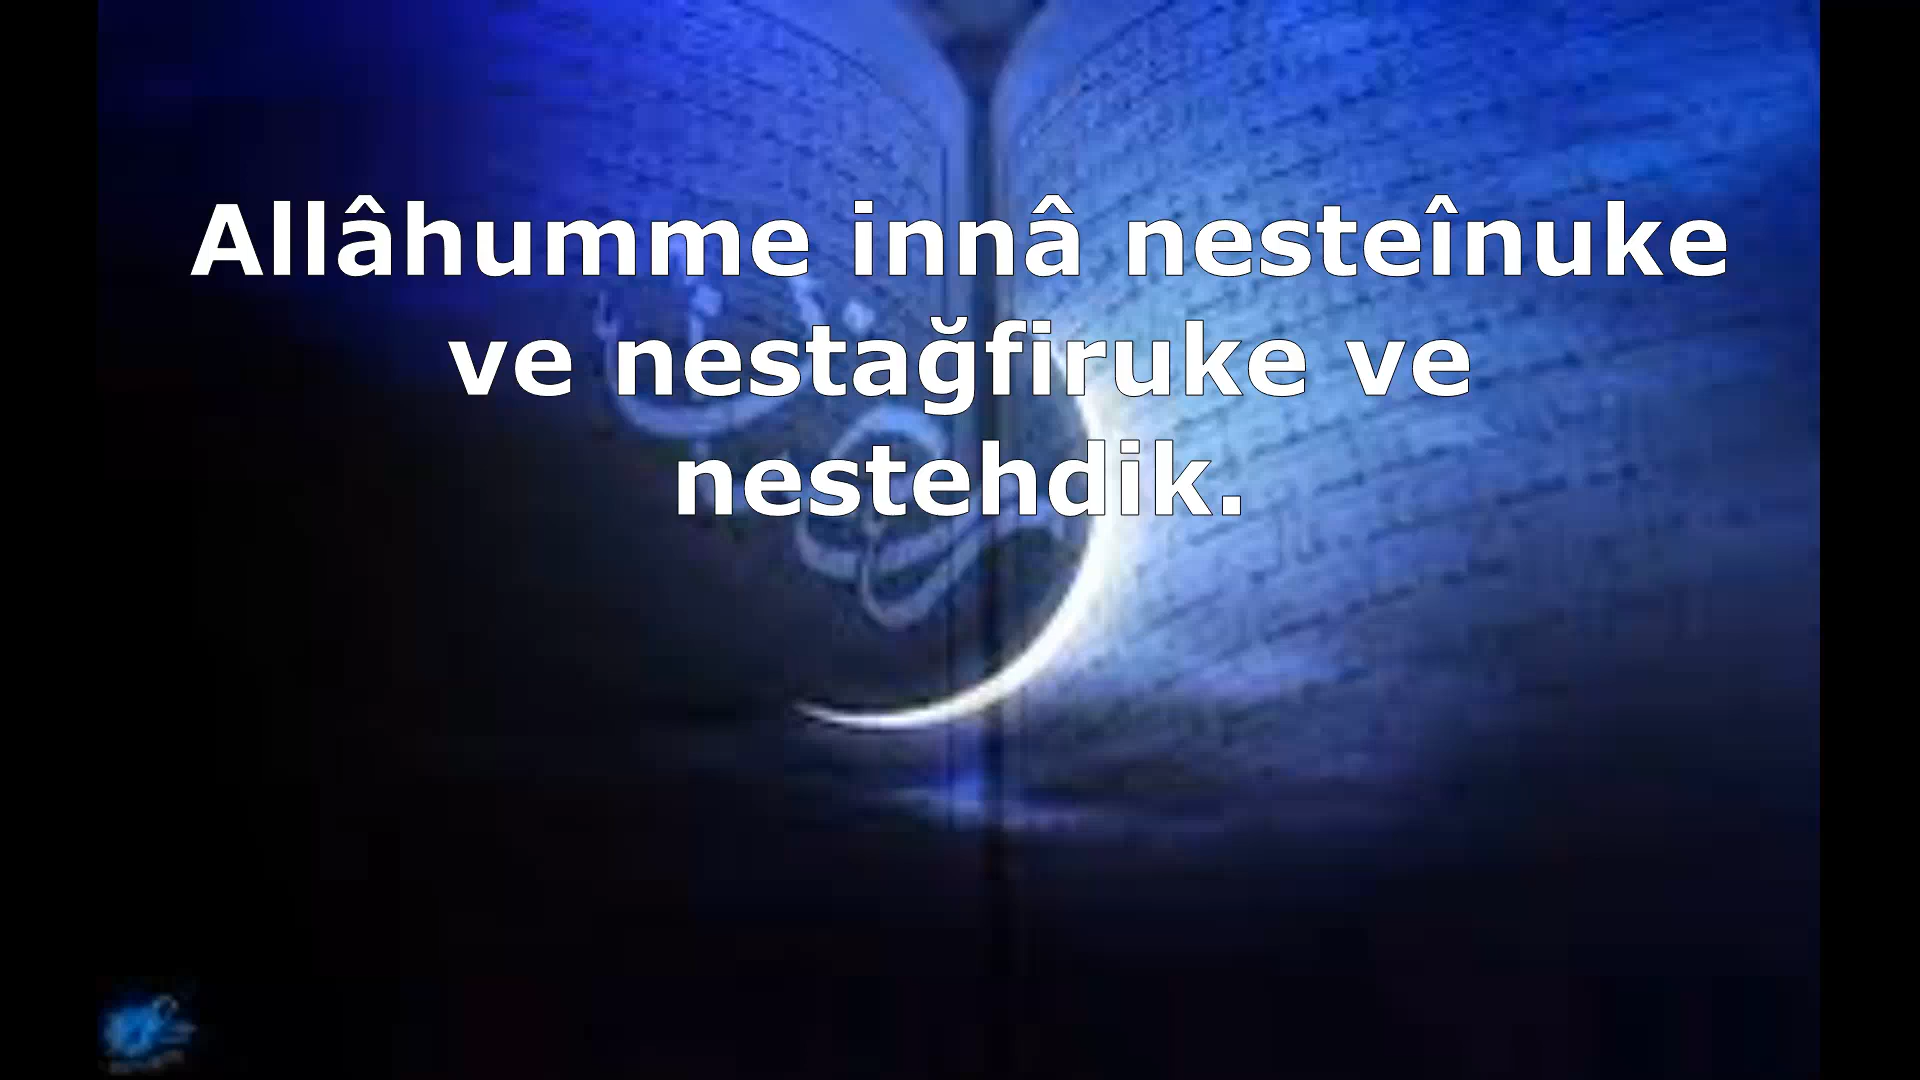 Allâhumme innâ nesteînuke
ve nestağfiruke ve
nestehdik.